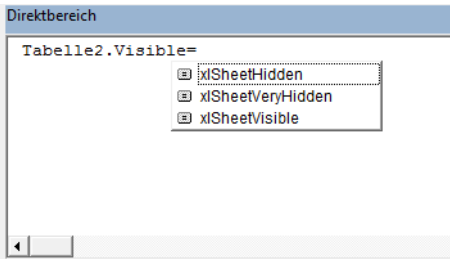 Direktbereich
Tabelle2.Visible=
xlSheetHidden
xlSheetVeryHidden
xlSheetVisible